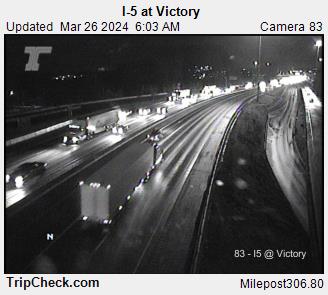 I-5 at Victory
Updated  Mar 26 2024  6:03 AM
Camera 83
T
N
83 - I5 @ Victory
TripCheck.com
Milepost306.80